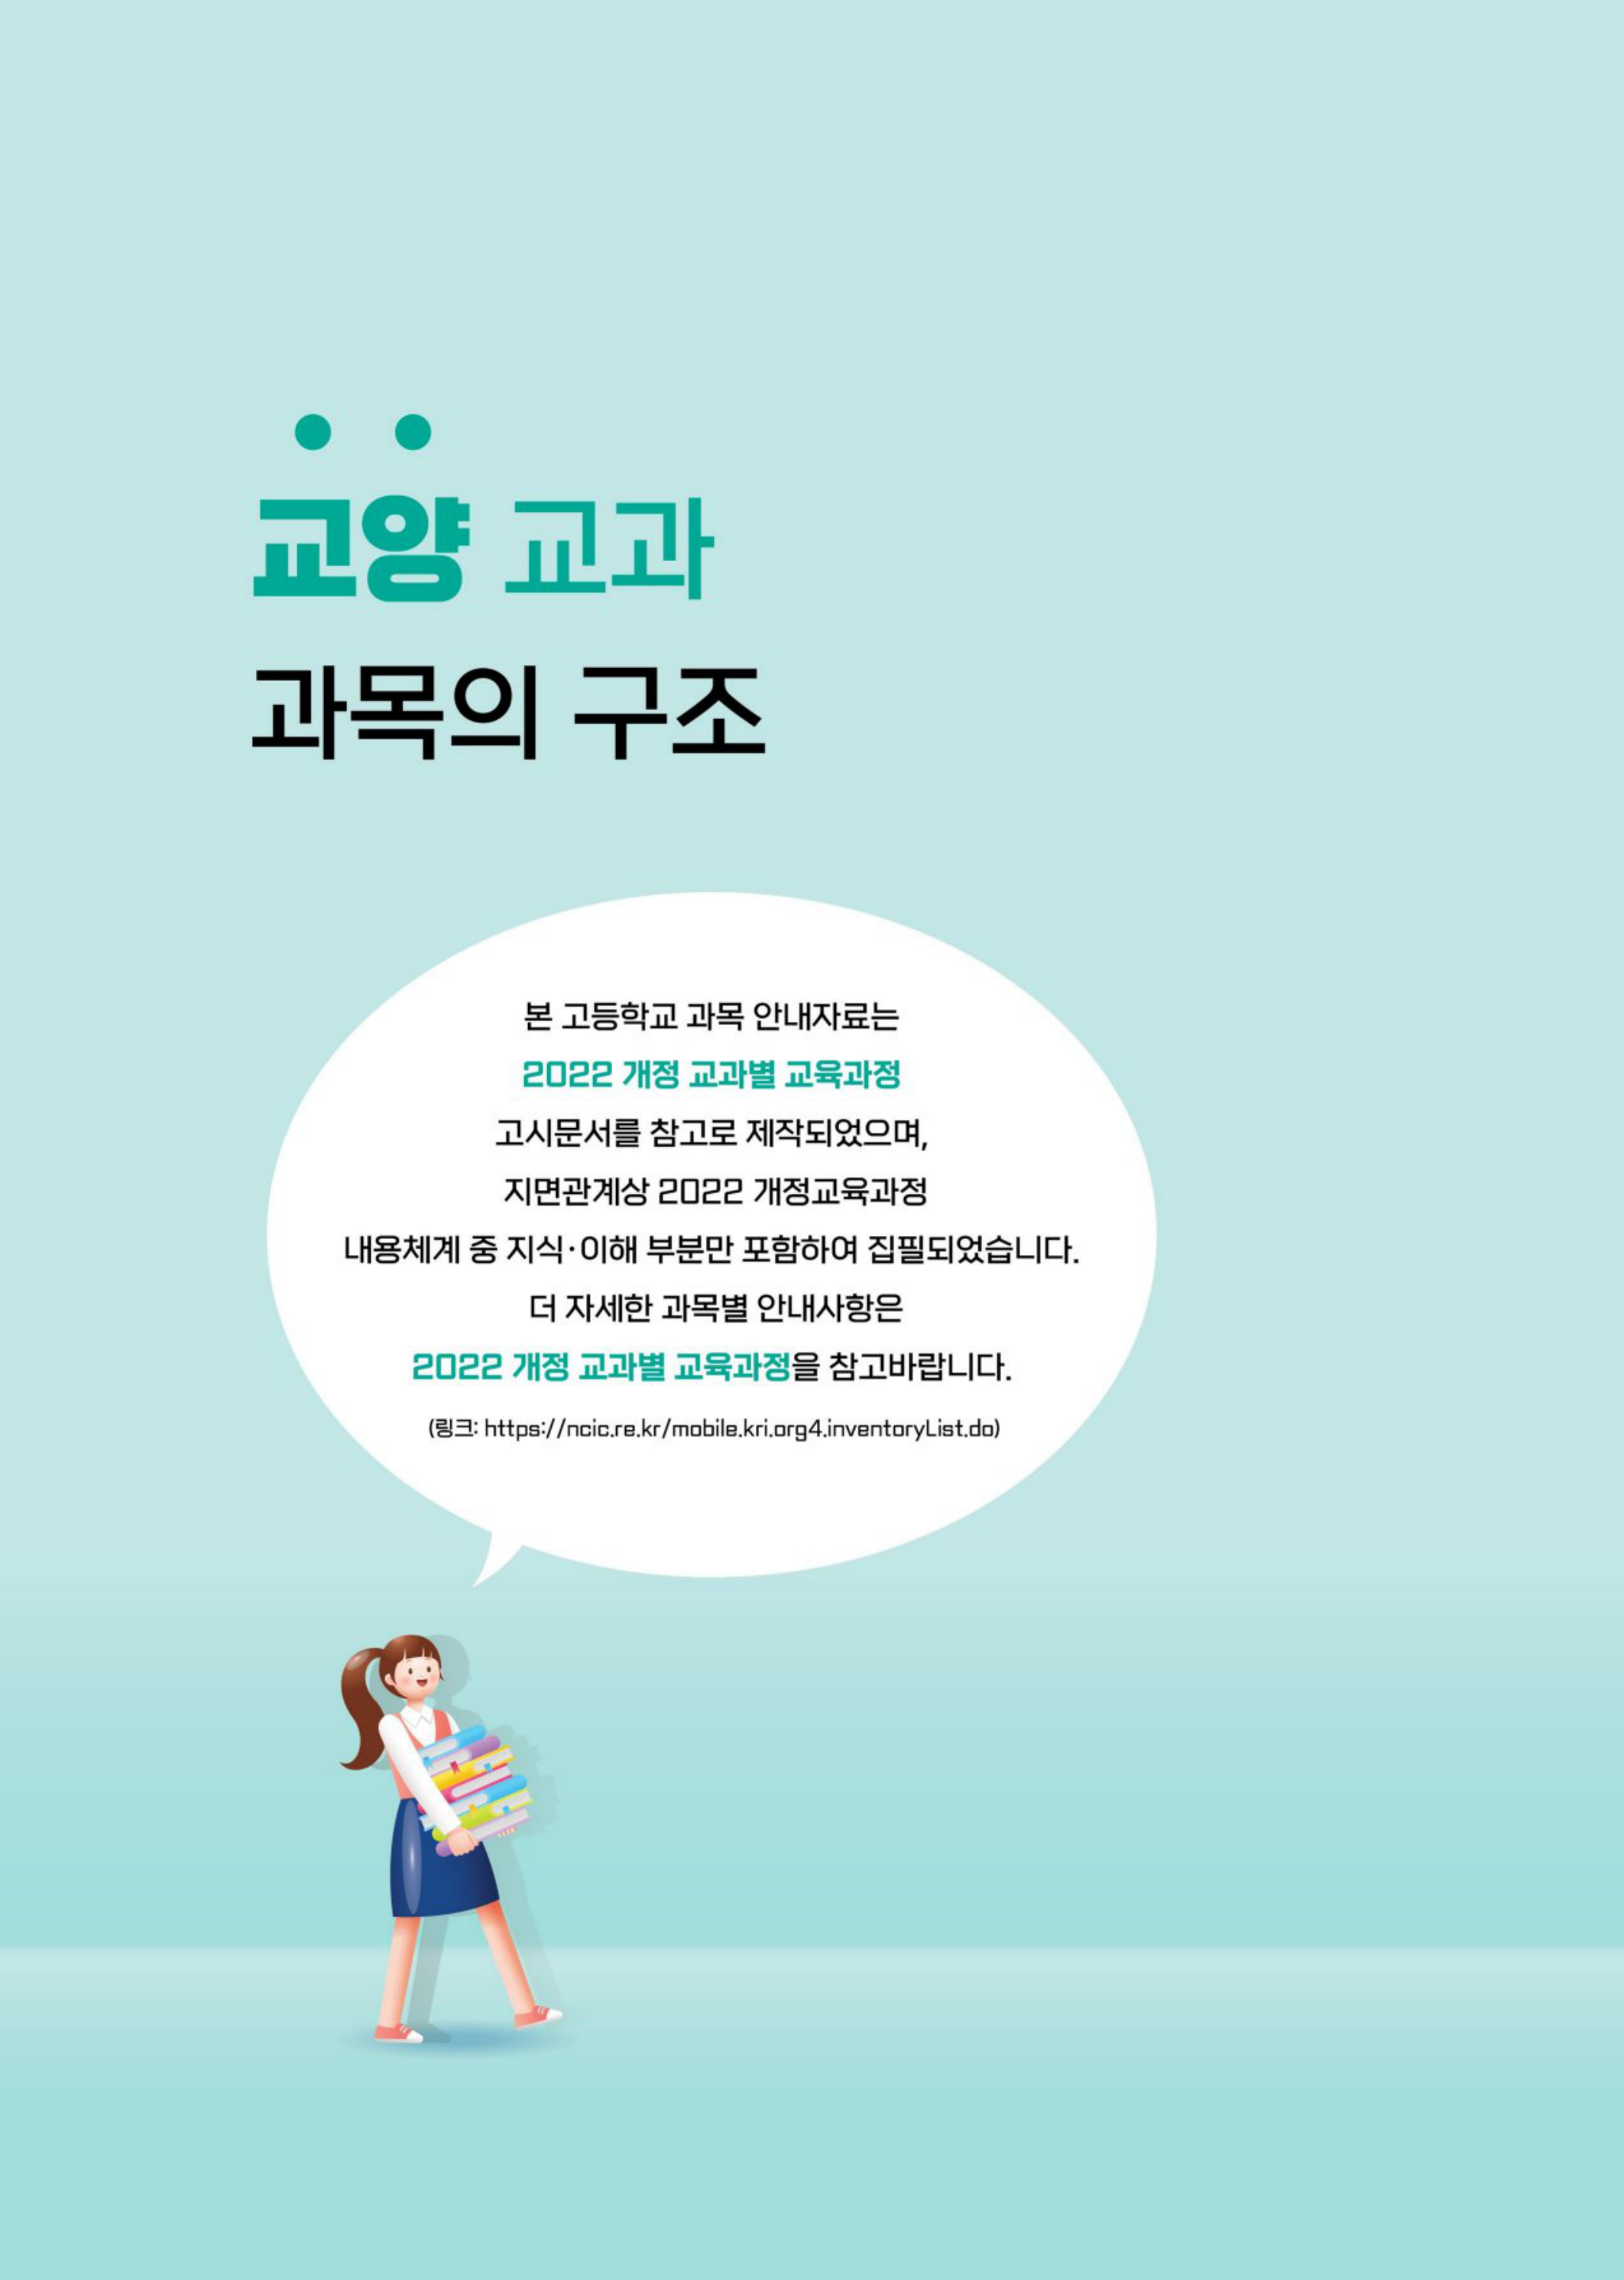 교양 교과
과목의 구조
본 고등학교 과목 안내자료는
2022 개정 교과별 교육과정
고시문서를 참고로 제작되었으며,
지면관계상 2022 개정교육과정
내용체계 중 지식·이해 부분만 포함하여 집필되었습니다.
더 자세한 과목별 안내사항은
2022 개정 교과별 교육과정을 참고바랍니다.
(링크: https://ncic.re.kr/mobile.kri.org4.inventoryList.do)